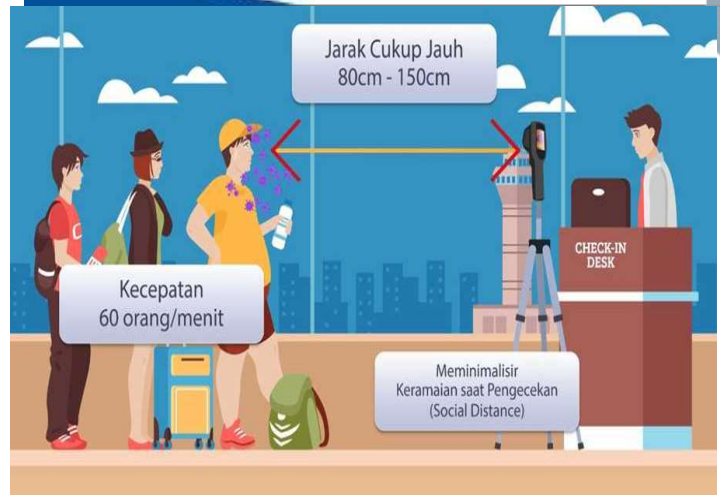 Jarak Cukup Jauh
80cm - 150cm
Kecepatan
60 orang/menit
CHECK-IN
DESK
Meminimalisir
Keramaian saat Pengecekan
(Social Distance)